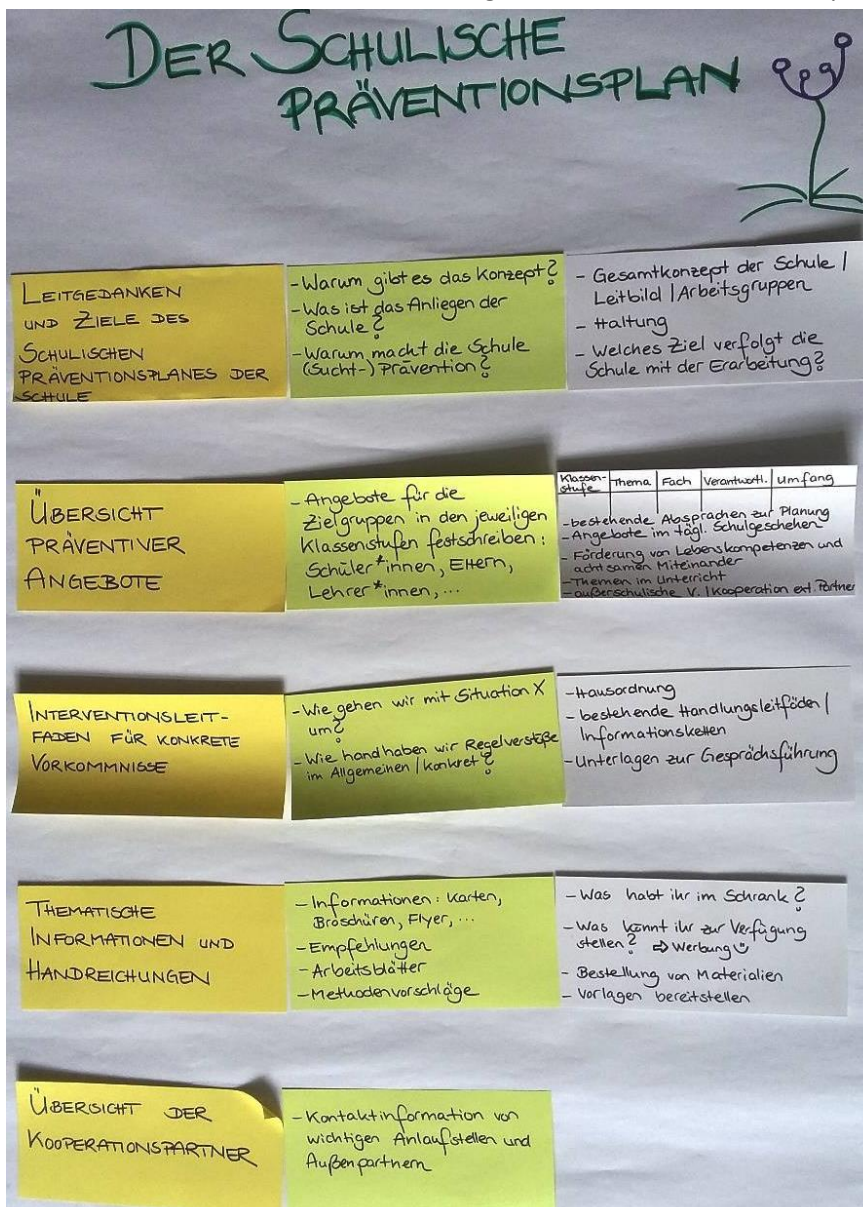 DER SCHULISCHE
PRÄVENTIONSPLAN
LEITGEDANKEN
UND ZIELE DES
SCHULISCHEN
PRÄVENTIONSPLANES DER
SCHULE
- Warum gibt es das Konzept?
- Was ist das Anliegen der
Schule?
- Warum macht die Schule
(Sucht-) Prävention?
- Gesamtkonzept der Schule /
Leitbild / Arbeitsgruppen
- Haltung
- Welches Ziel verfolgt die
Schule mit der Erarbeitung?
ÜBERSICHT
PRÄVENTIVER
ANGEBOTE
- Angebote für die
Zielgruppen in den jeweiligen
Klassenstufen festschreiben:
Schüler*innen, Eltern,
Lehrer*innen, ...
Klassen-
stufe | Thema | Fach | Verantwortl. | Umfang
- bestehende Absprachen zur Planung
- Angebote im tägl. Schulgeschehen
- Förderung von Lebenskompetenzen und
achtsamen Miteinander
- Themen im Unterricht
- außerschulische V. / Kooperation ext. Partner
INTERVENTIONSLEIT-
FADEN FÜR KONKRETE
VORKOMMNISSE
- Wie gehen wir mit Situation X
um?
- Wie handhaben wir Regelverstöße
im Allgemeinen / konkret?
- Hausordnung
- bestehende Handlungsleitfäden /
Informationsketten
- Unterlagen zur Gesprächsführung
THEMATISCHE
INFORMATIONEN UND
HANDREICHUNGEN
- Informationen: Karten,
Broschüren, Flyer, ...
- Empfehlungen
- Arbeitsblätter
- Methodenvorschläge
- Was habt ihr im Schrank?
- Was könnt ihr zur Verfügung
stellen? ⇨ Werbung ☺
- Bestellung von Materialien
- Vorlagen bereitstellen
ÜBERSICHT DER
KOOPERATIONSPARTNER
- Kontaktinformation von
wichtigen Anlaufstellen und
Außenpartnern